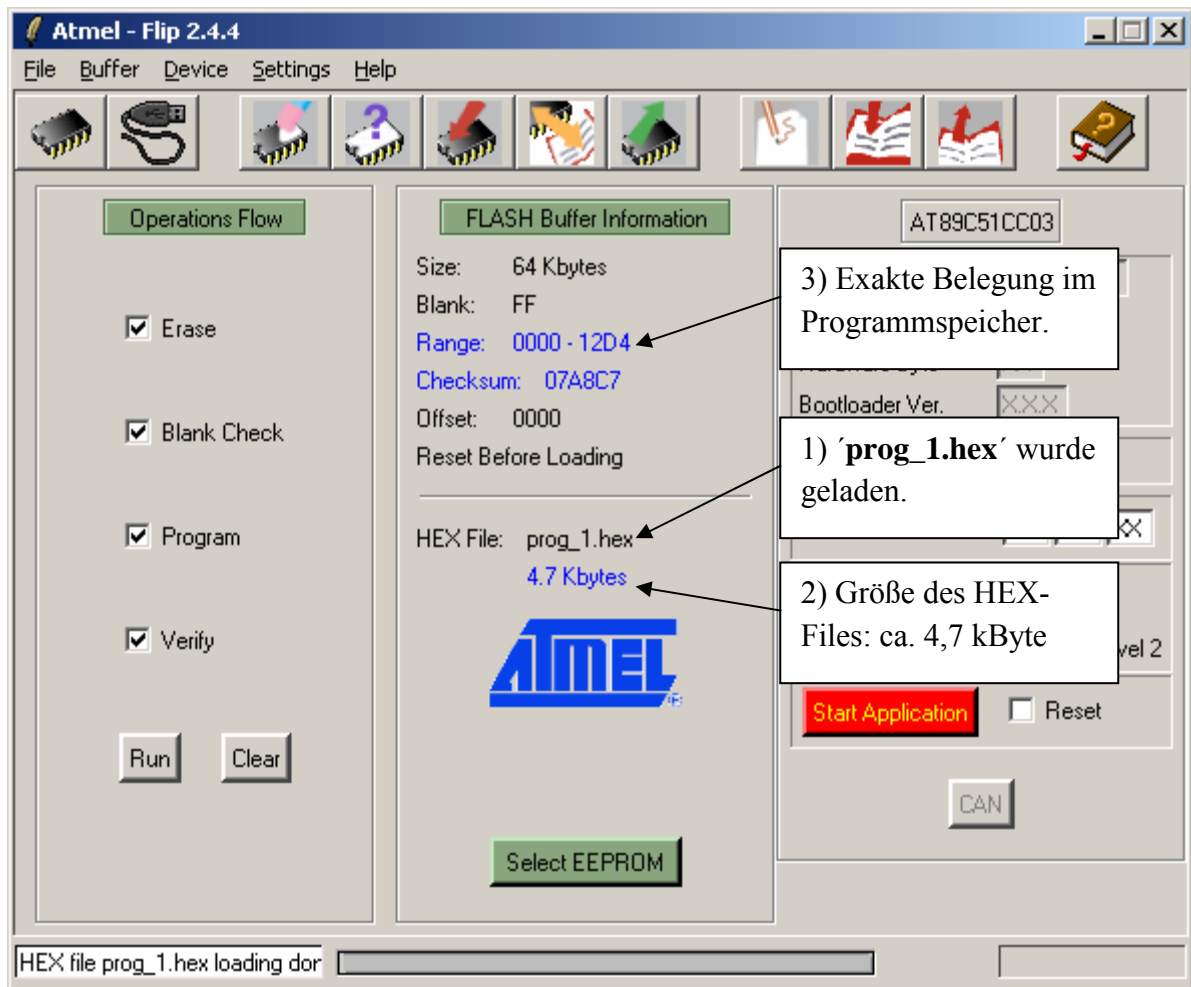 Atmel - Flip 2.4.4
File Buffer Device Settings Help
Operations Flow
Erase
Blank Check
Program
Verify
Run Clear
FLASH Buffer Information
Size: 64 Kbytes
Blank: FF
Range: 0000 - 12D4
Checksum: 07A8C7
Offset: 0000
Reset Before Loading
HEX File: prog_1.hex
4.7 Kbytes
ATMEL®
Select EEPROM
AT89C51CC03
3) Exakte Belegung im
Programmspeicher.
Bootloader Ver. X.X.X
1) ´prog_1.hex´ wurde
geladen.
2) Größe des HEX-
Files: ca. 4,7 kByte
vel 2
Start Application Reset
CAN
HEX file prog_1.hex loading dor